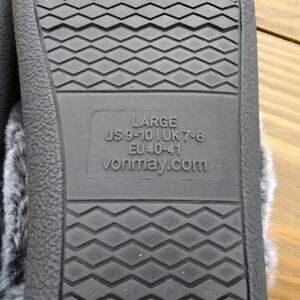 LARGE
US 9-10 | UK 7-8
EU 40-41
vonmay.com